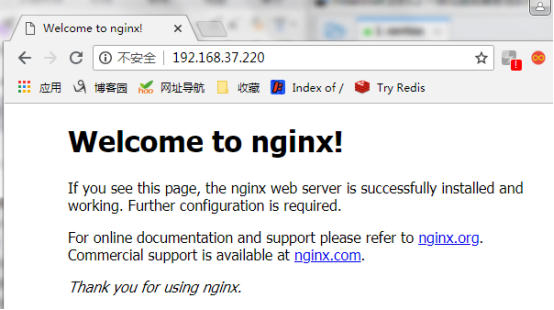 Welcome to nginx!
不安全 192.168.37.220
应用 博客园 hao 网址导航 收藏 Index of / Try Redis
Welcome to nginx!
If you see this page, the nginx web server is successfully installed and
working. Further configuration is required.
For online documentation and support please refer to nginx.org.
Commercial support is available at nginx.com.
Thank you for using nginx.